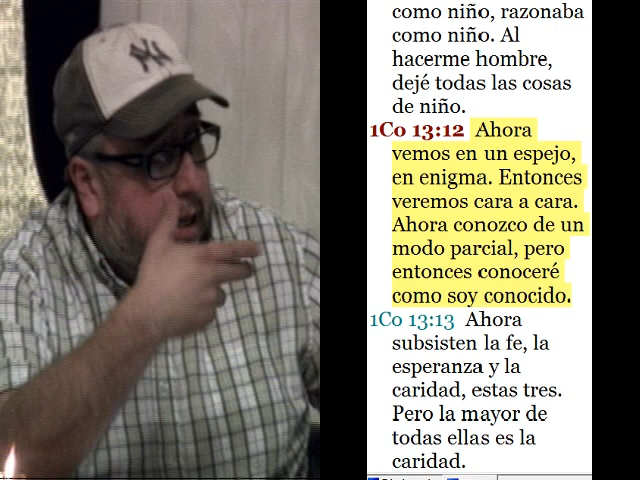 NY
como niño, razonaba
como niño. Al
hacerme hombre,
dejé todas las cosas
de niño.
1Co 13:12 Ahora
vemos en un espejo,
en enigma. Entonces
veremos cara a cara.
Ahora conozco de un
modo parcial, pero
entonces conoceré
como soy conocido.
1Co 13:13 Ahora
subsisten la fe, la
esperanza y la
caridad, estas tres.
Pero la mayor de
todas ellas es la
caridad.